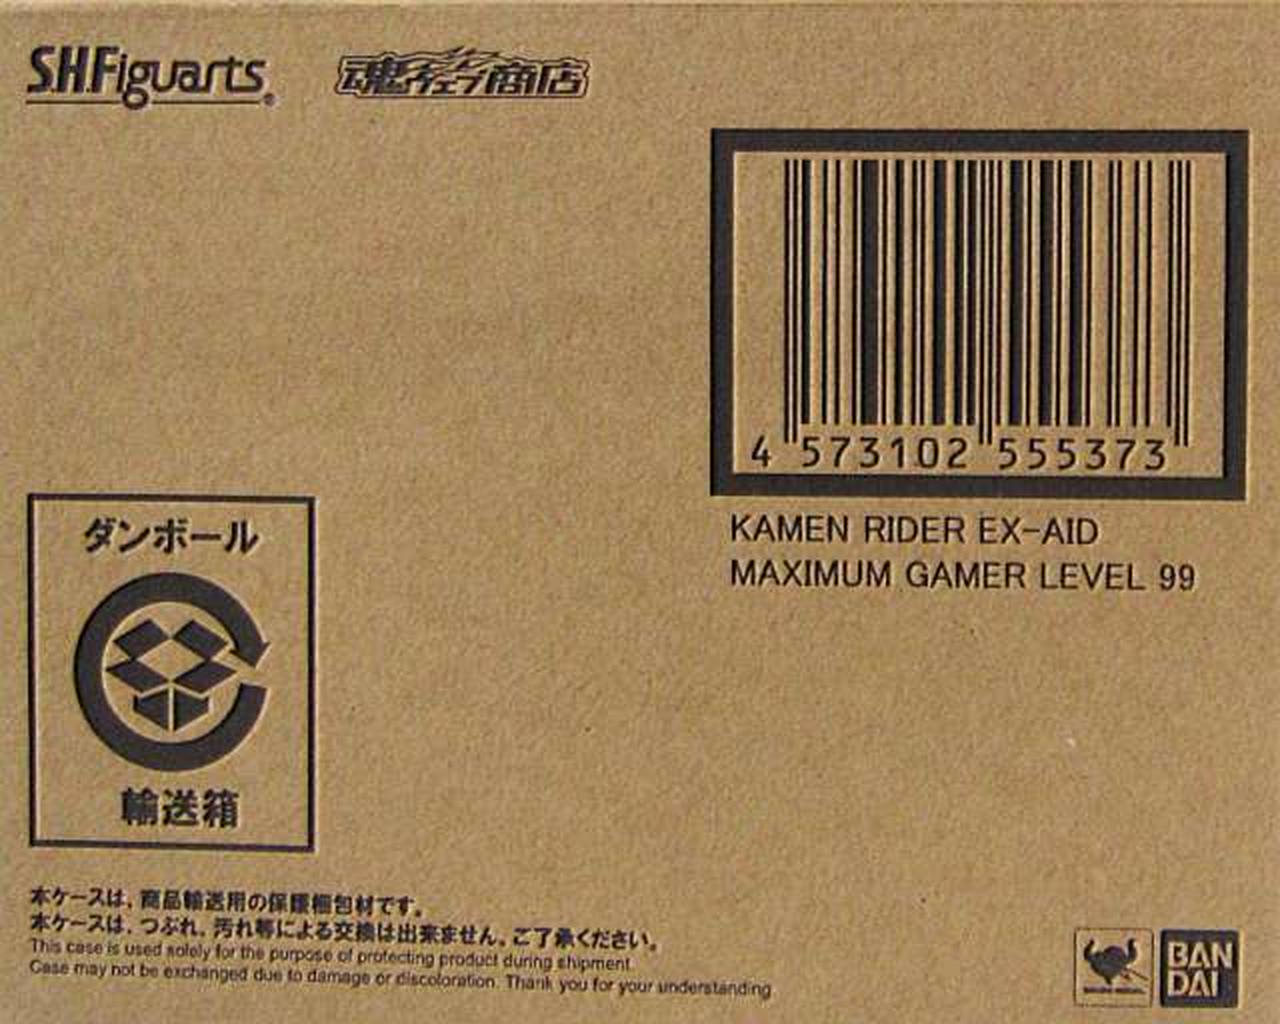 S.H.Figuarts®
魂ウェブ商店
4 573102 555373
KAMEN RIDER EX-AID
MAXIMUM GAMER LEVEL 99
ダンボール
輸送箱
本ケースは、商品輸送用の保護梱包材です。
本ケースは、つぶれ、汚れ等による交換は出来ません。ご了承ください。
This case is used solely for the purpose of protecting product during shipment.
Case may not be exchanged due to damage or discoloration. Thank you for your understanding
BAN
DAI